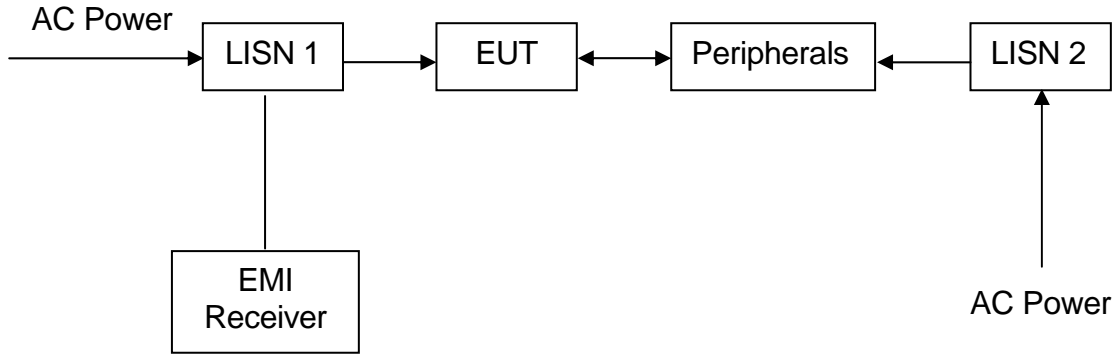 AC Power
LISN 1
EUT
Peripherals
LISN 2
EMI
Receiver
AC Power